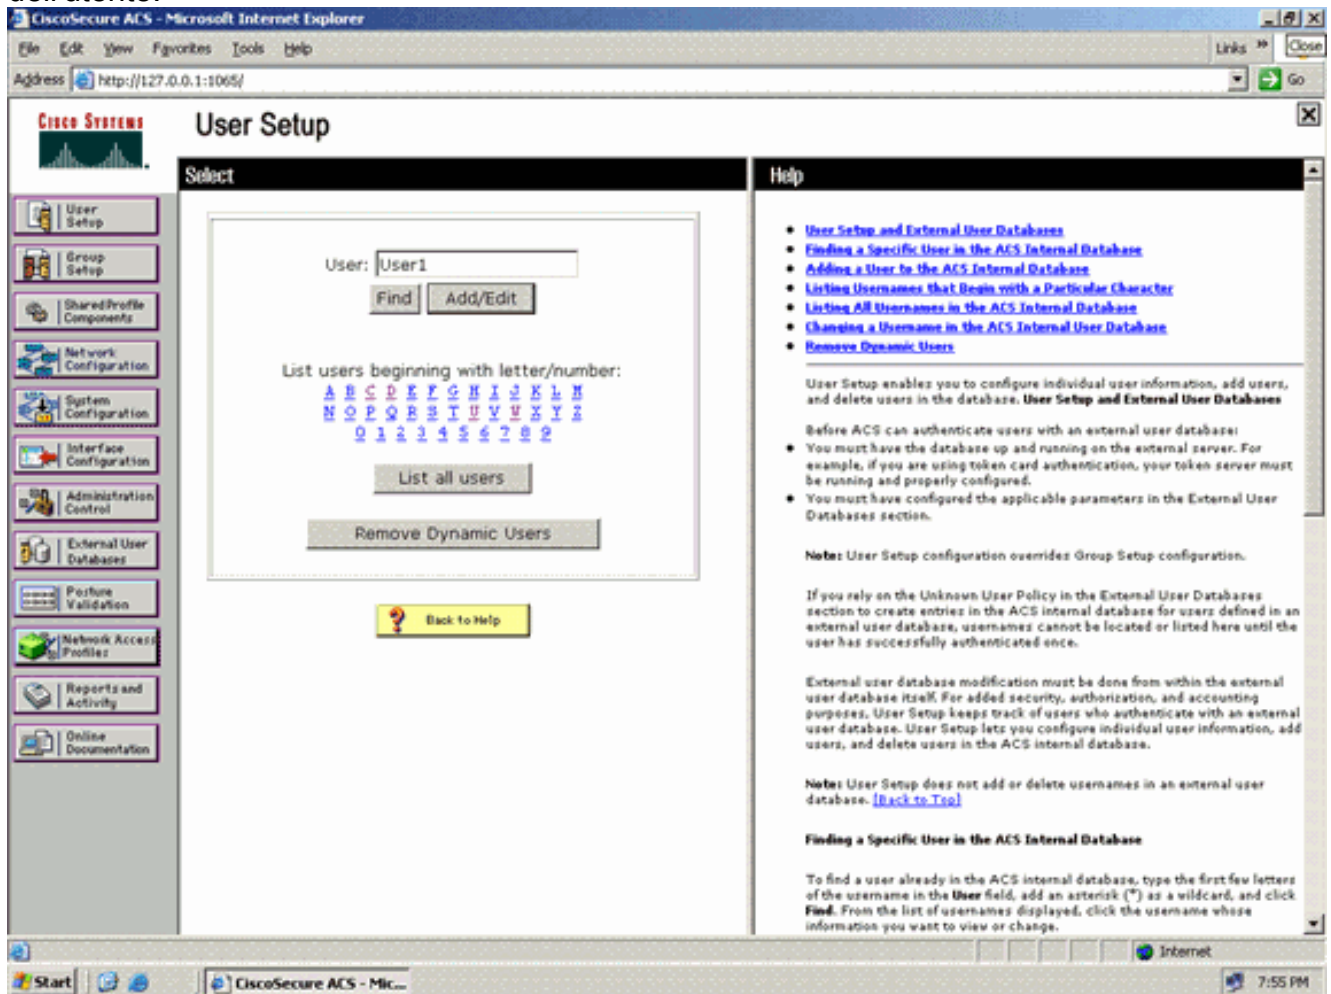 dell'utente.
CiscoSecure ACS - Microsoft Internet Explorer
File Edit View Favorites Tools Help
Links » Close
Address http://127.0.0.1:1065/
Go
CISCO SYSTEMS
User Setup
Select
Help
User Setup
Group Setup
Shared Profile Components
Network Configuration
System Configuration
Interface Configuration
Administration Control
External User Databases
Posture Validation
Network Access Profiles
Reports and Activity
Online Documentation
User: User1
Find Add/Edit
List users beginning with letter/number:
A B C D E F G H I J K L M
N O P Q R S T U V W X Y Z
0 1 2 3 4 5 6 7 8 9
List all users
Remove Dynamic Users
Back to Help
• User Setup and External User Databases
• Finding a Specific User in the ACS Internal Database
• Adding a User to the ACS Internal Database
• Listing Usernames that Begin with a Particular Character
• Listing All Usernames in the ACS Internal Database
• Changing a Username in the ACS Internal User Database
• Remove Dynamic Users
User Setup enables you to configure individual user information, add users,
and delete users in the database. User Setup and External User Databases
Before ACS can authenticate users with an external user database:
• You must have the database up and running on the external server. For
example, if you are using token card authentication, your token server must
be running and properly configured.
• You must have configured the applicable parameters in the External User
Databases section.
Note: User Setup configuration overrides Group Setup configuration.
If you rely on the Unknown User Policy in the External User Databases
section to create entries in the ACS internal database for users defined in an
external user database, usernames cannot be located or listed here until the
user has successfully authenticated once.
External user database modification must be done from within the external
user database itself. For added security, authorization, and accounting
purposes, User Setup keeps track of users who authenticate with an external
user database. User Setup lets you configure individual user information, add
users, and delete users in the ACS internal database.
Note: User Setup does not add or delete usernames in an external user
database. [Back to Top]
Finding a Specific User in the ACS Internal Database
To find a user already in the ACS internal database, type the first few letters
of the username in the User field, add an asterisk (*) as a wildcard, and click
Find. From the list of usernames displayed, click the username whose
information you want to view or change.
Internet
Start
CiscoSecure ACS - Mic...
7:55 PM